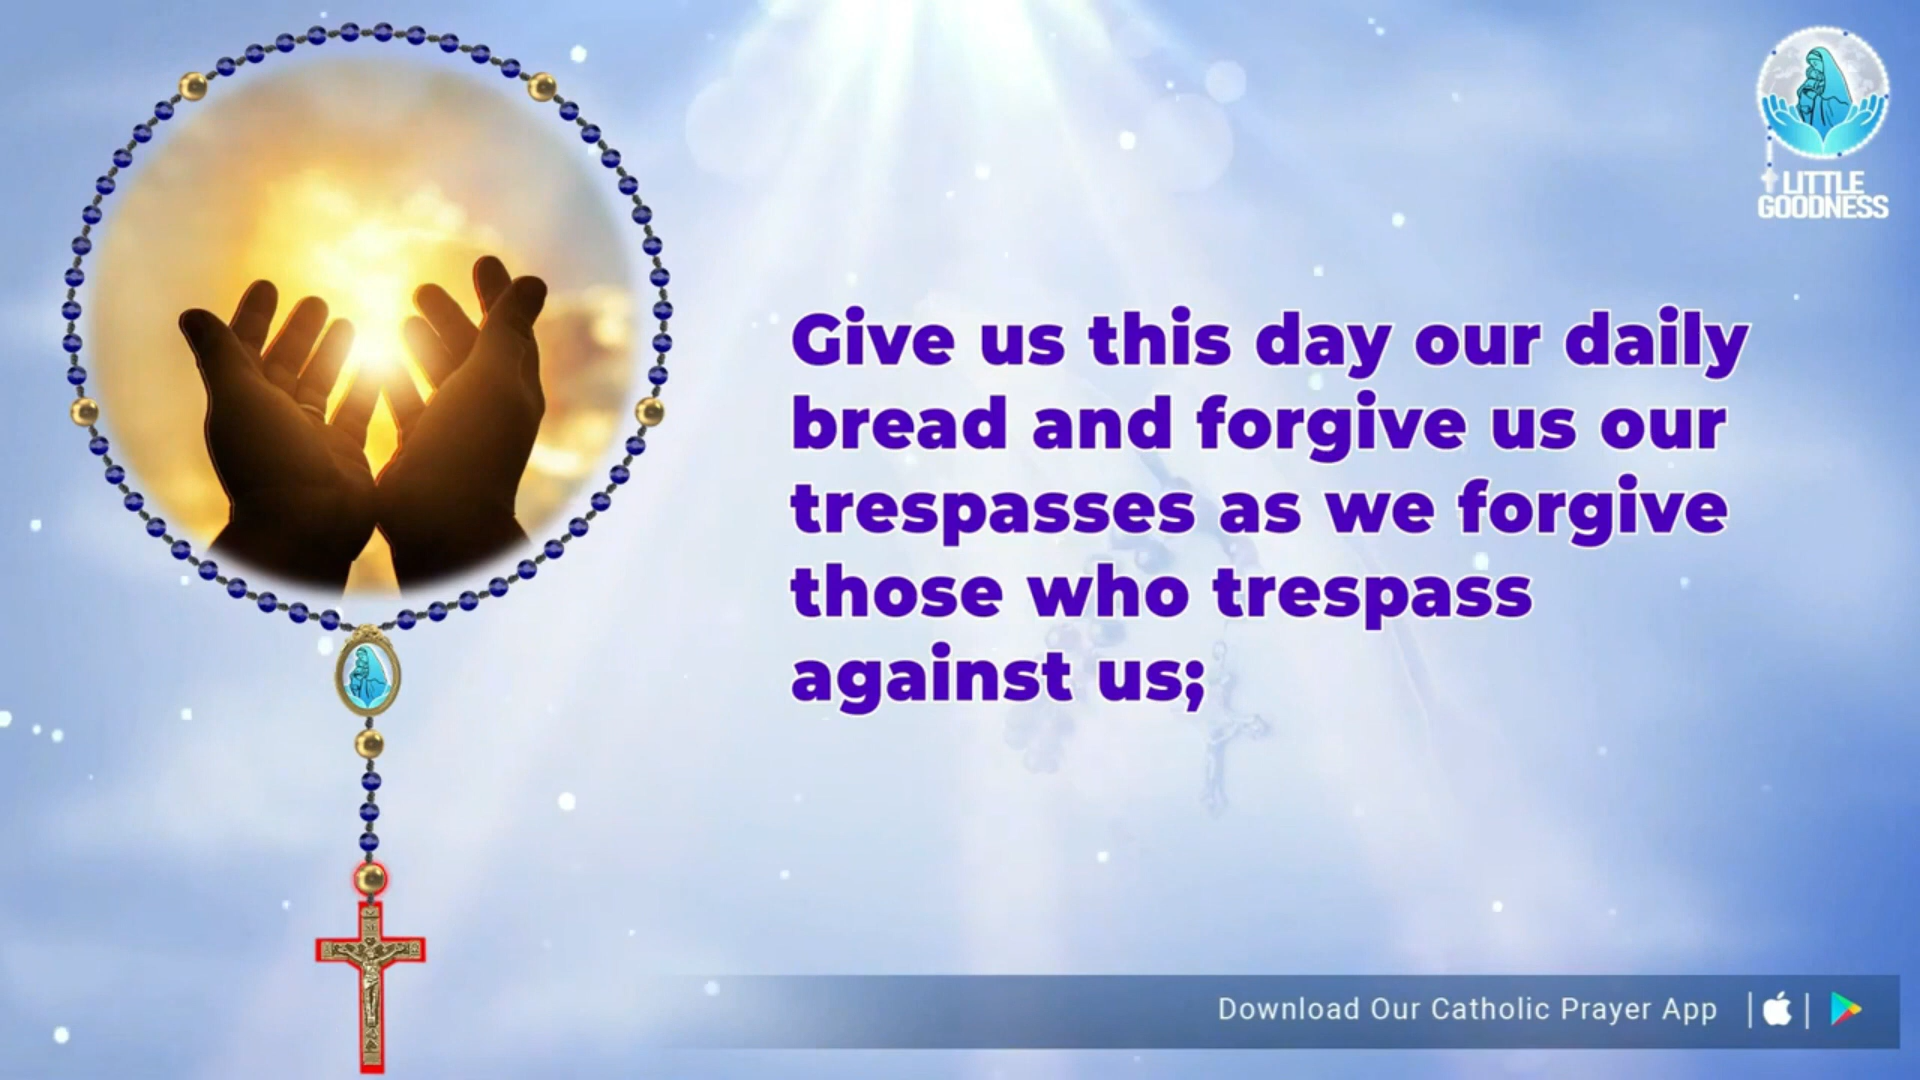 LITTLE
GOODNESS
Give us this day our daily
bread and forgive us our
trespasses as we forgive
those who trespass
against us;
Download Our Catholic Prayer App